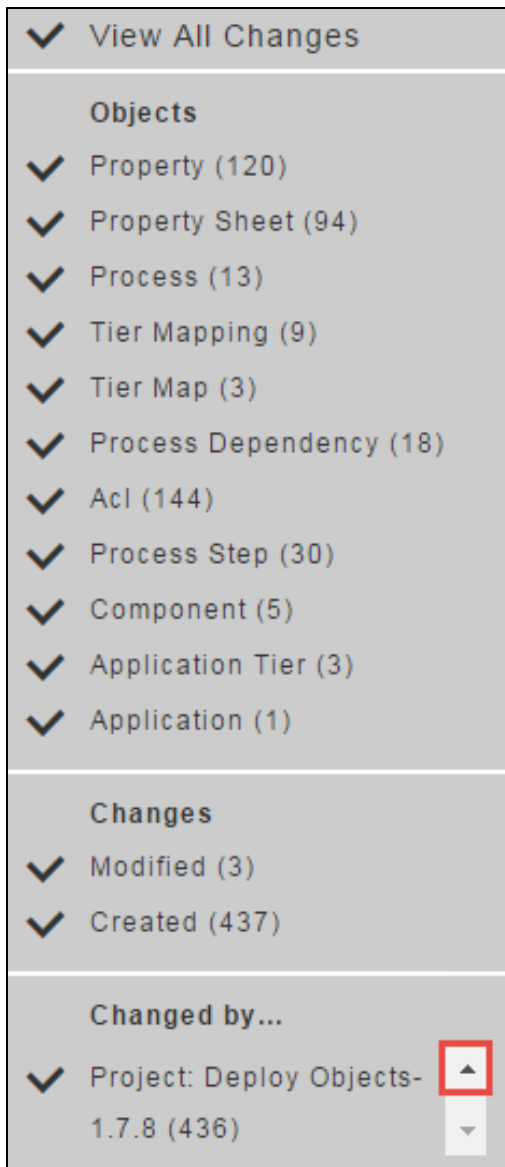 View All Changes
Objects
Property (120)
Property Sheet (94)
Process (13)
Tier Mapping (9)
Tier Map (3)
Process Dependency (18)
Acl (144)
Process Step (30)
Component (5)
Application Tier (3)
Application (1)
Changes
Modified (3)
Created (437)
Changed by...
Project: Deploy Objects-
1.7.8 (436)